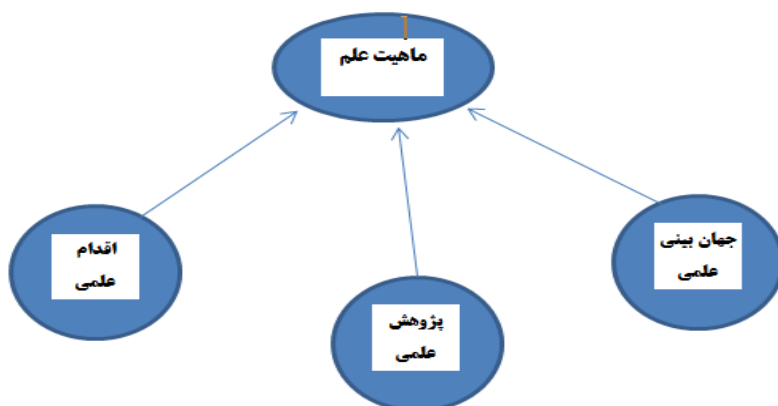 ماهیت علم
جهان بینی
علمی
پژوهش
علمی
اقدام
علمی